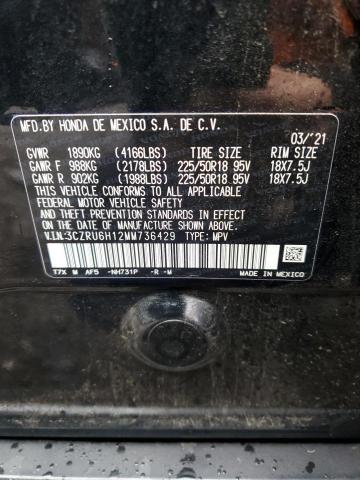 MFD.BY HONDA DE MEXICO S.A. DE C.V.
03/'21
GVWR 1890KG (4166LBS) TIRE SIZE RIM SIZE
GAWR F 988KG (2178LBS) 225/50R18 95V 18X7.5J
GAWR R 902KG (1988LBS) 225/50R18 95V 18X7.5J
THIS VEHICLE CONFORMS TO ALL APPLICABLE
FEDERAL MOTOR VEHICLE SAFETY, BUMPER, AND
THEFT PREVENTION STANDARDS IN EFFECT ON THE
DATE OF MANUFACTURE SHOWN ABOVE.
V.I.N:3CZRU6H12MM736429 TYPE: MPV
T7X M AF5 -NH731P -R -M
MADE IN MEXICO